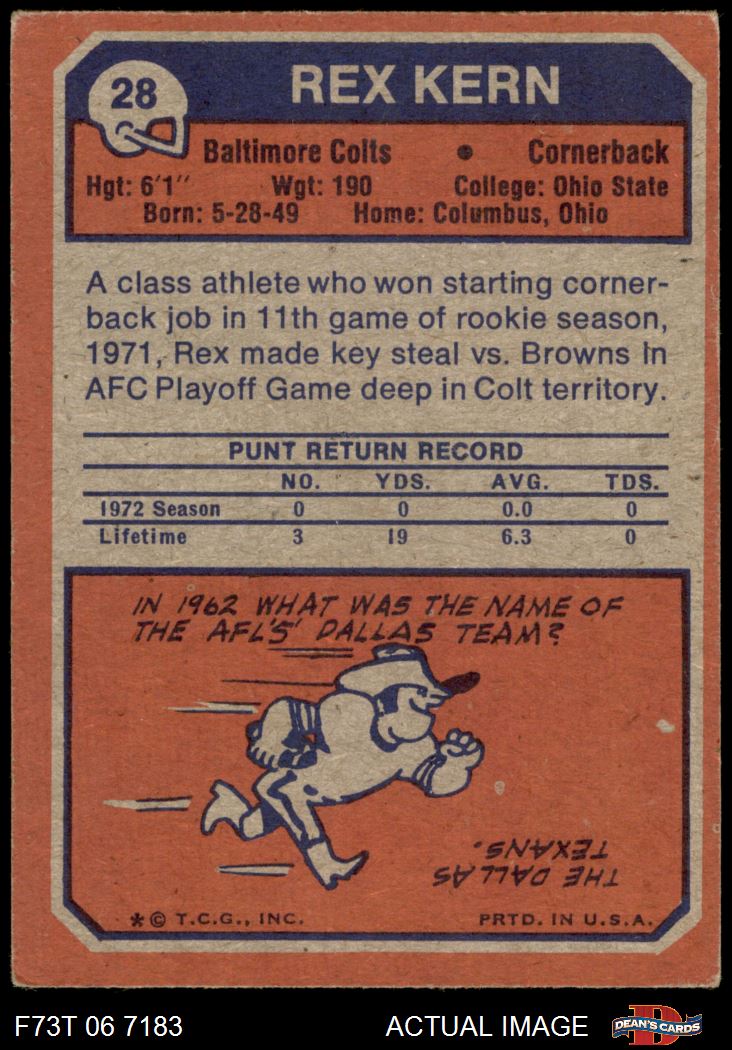 28
REX KERN
Baltimore Colts • Cornerback
Hgt: 6'1" Wgt: 190 College: Ohio State
Born: 5-28-49 Home: Columbus, Ohio
A class athlete who won starting corner-
back job in 11th game of rookie season,
1971, Rex made key steal vs. Browns in
AFC Playoff Game deep in Colt territory.
PUNT RETURN RECORD
NO. YDS. AVG. TDS.
1972 Season 0 0 0.0 0
Lifetime 3 19 6.3 0
IN 1962 WHAT WAS THE NAME OF
THE AFL'S' DALLAS TEAM?
THE DALLAS
TEXANS.
*© T.C.G., INC. PRTD. IN U.S.A.
F73T 06 7183 ACTUAL IMAGE
D
DEAN'S CARDS